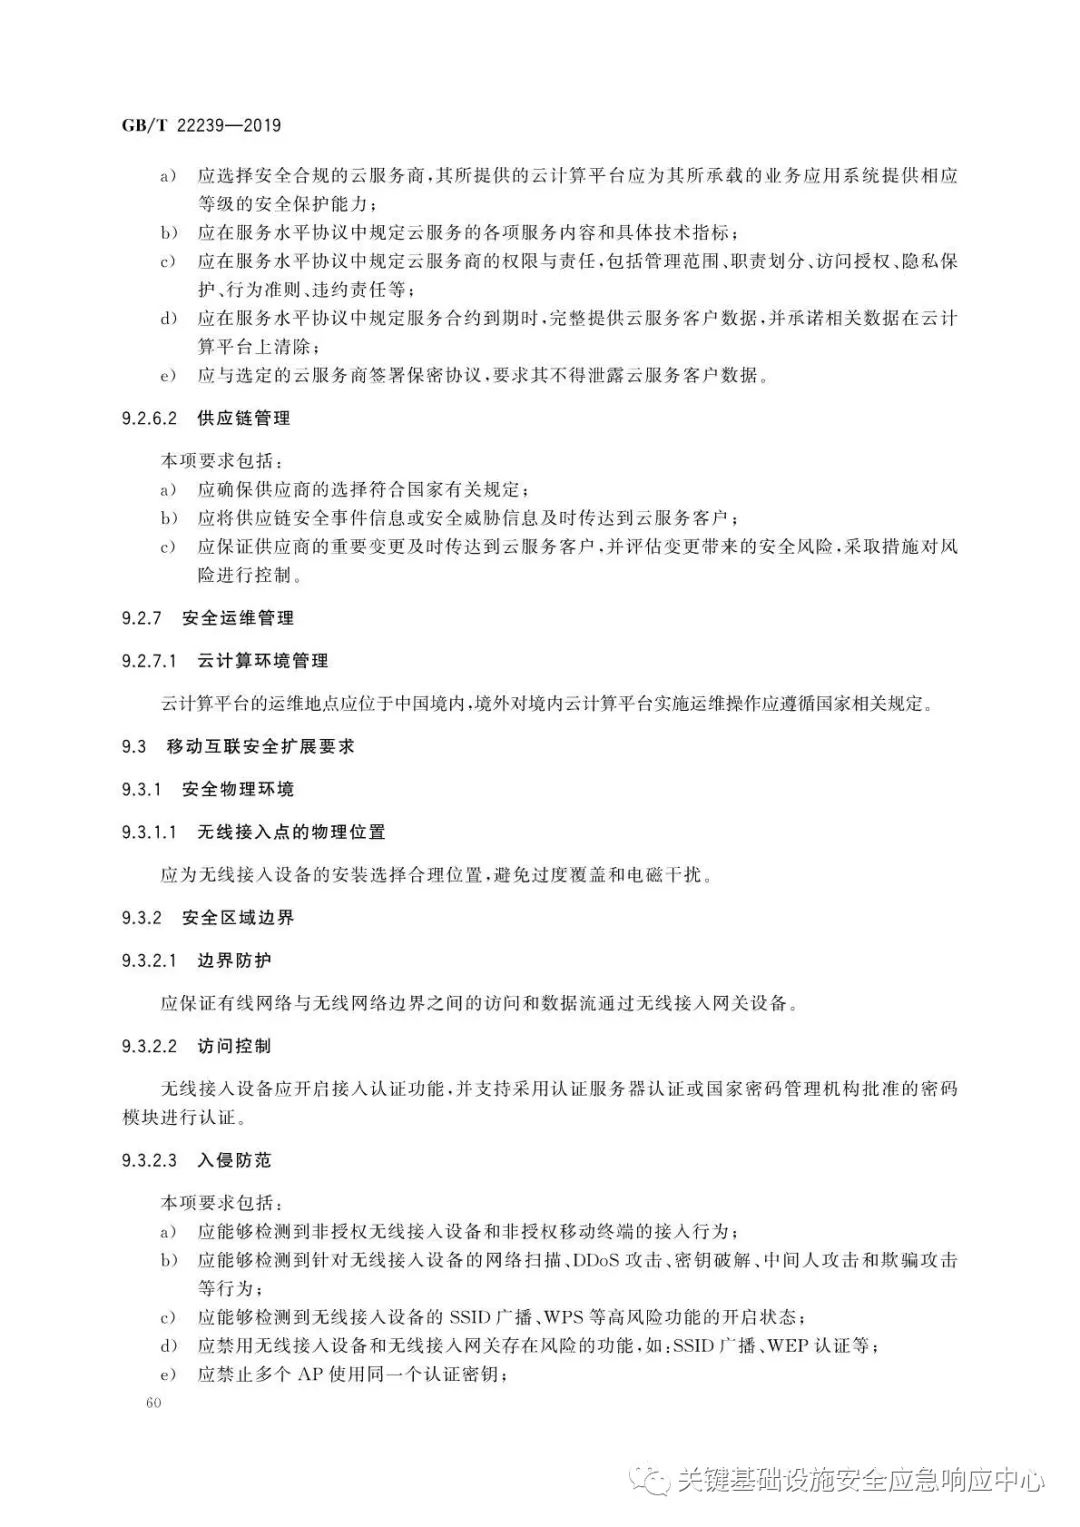 GB/T 22239—2019
a) 应选择安全合规的云服务商,其所提供的云计算平台应为其所承载的业务应用系统提供相应
等级的安全保护能力;
b) 应在服务水平协议中规定云服务的各项服务内容和具体技术指标;
c) 应在服务水平协议中规定云服务商的权限与责任,包括管理范围、职责划分、访问授权、隐私保
护、行为准则、违约责任等;
d) 应在服务水平协议中规定服务合约到期时,完整提供云服务客户数据,并承诺相关数据在云计
算平台上清除;
e) 应与选定的云服务商签署保密协议,要求其不得泄露云服务客户数据。
9.2.6.2 供应链管理
本项要求包括:
a) 应确保供应商的选择符合国家有关规定;
b) 应将供应链安全事件信息或安全威胁信息及时传达到云服务客户;
c) 应保证供应商的重要变更及时传达到云服务客户,并评估变更带来的安全风险,采取措施对风
险进行控制。
9.2.7 安全运维管理
9.2.7.1 云计算环境管理
云计算平台的运维地点应位于中国境内,境外对境内云计算平台实施运维操作应遵循国家相关规定。
9.3 移动互联安全扩展要求
9.3.1 安全物理环境
9.3.1.1 无线接入点的物理位置
应为无线接入设备的安装选择合理位置,避免过度覆盖和电磁干扰。
9.3.2 安全区域边界
9.3.2.1 边界防护
应保证有线网络与无线网络边界之间的访问和数据流通过无线接入网关设备。
9.3.2.2 访问控制
无线接入设备应开启接入认证功能,并支持采用认证服务器认证或国家密码管理机构批准的密码
模块进行认证。
9.3.2.3 入侵防范
本项要求包括:
a) 应能够检测到非授权无线接入设备和非授权移动终端的接入行为;
b) 应能够检测到针对无线接入设备的网络扫描、DDoS 攻击、密钥破解、中间人攻击和欺骗攻击
等行为;
c) 应能够检测到无线接入设备的 SSID 广播、WPS 等高风险功能的开启状态;
d) 应禁用无线接入设备和无线接入网关存在风险的功能,如:SSID 广播、WEP 认证等;
e) 应禁止多个 AP 使用同一个认证密钥;
60
关键基础设施安全应急响应中心